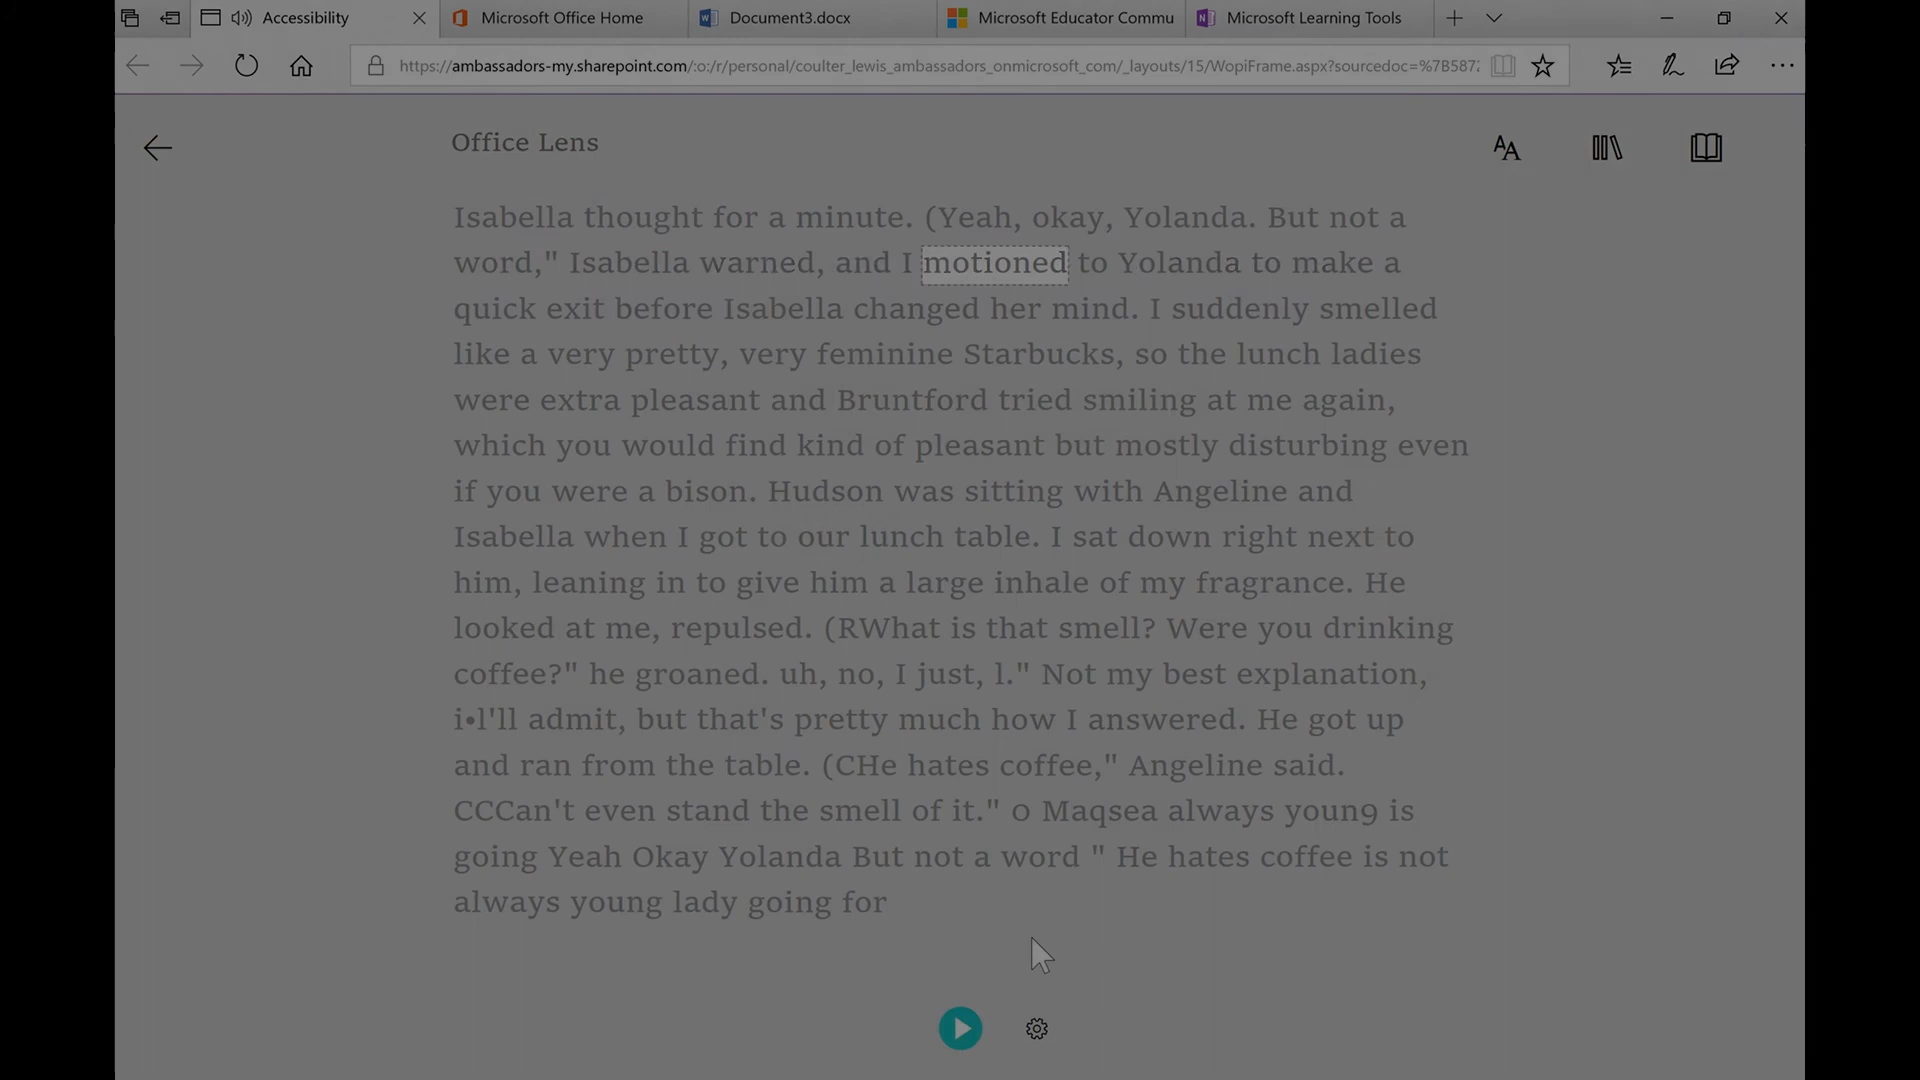 Accessibility
Microsoft Office Home
Document3.docx
Microsoft Educator Commu
Microsoft Learning Tools
https://ambassadors-my.sharepoint.com/:o:/r/personal/coulter_lewis_ambassadors_onmicrosoft_com/_layouts/15/WopiFrame.aspx?sourcedoc=%7B587
Office Lens
Isabella thought for a minute. (Yeah, okay, Yolanda. But not a
word," Isabella warned, and I motioned to Yolanda to make a
quick exit before Isabella changed her mind. I suddenly smelled
like a very pretty, very feminine Starbucks, so the lunch ladies
were extra pleasant and Bruntford tried smiling at me again,
which you would find kind of pleasant but mostly disturbing even
if you were a bison. Hudson was sitting with Angeline and
Isabella when I got to our lunch table. I sat down right next to
him, leaning in to give him a large inhale of my fragrance. He
looked at me, repulsed. (RWhat is that smell? Were you drinking
coffee?" he groaned. uh, no, I just, l." Not my best explanation,
i•l'll admit, but that's pretty much how I answered. He got up
and ran from the table. (CHe hates coffee," Angeline said.
CCCan't even stand the smell of it." 0 Maqsea always youn9 is
going Yeah Okay Yolanda But not a word " He hates coffee is not
always young lady going for